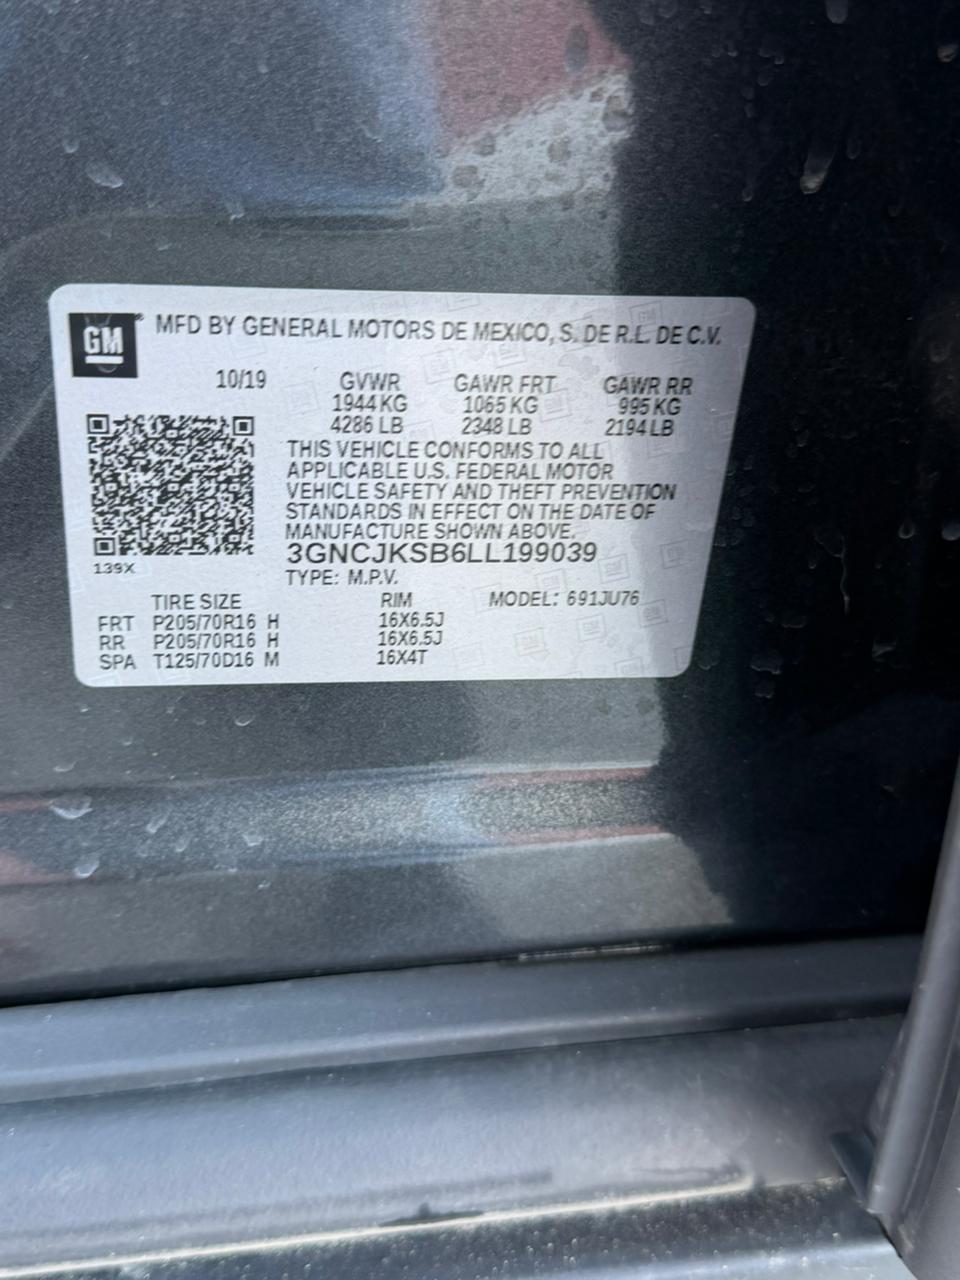 GM
MFD BY GENERAL MOTORS DE MEXICO, S. DE R.L. DE C.V.
10/19 GVWR GAWR FRT GAWR RR
1944 KG 1065 KG 995 KG
4286 LB 2348 LB 2194 LB
THIS VEHICLE CONFORMS TO ALL
APPLICABLE U.S. FEDERAL MOTOR
VEHICLE SAFETY AND THEFT PREVENTION
STANDARDS IN EFFECT ON THE DATE OF
MANUFACTURE SHOWN ABOVE.
3GNCJKSB6LL199039
139X
TYPE: M.P.V.
TIRE SIZE RIM MODEL: 691JU76
FRT P205/70R16 H 16X6.5J
RR P205/70R16 H 16X6.5J
SPA T125/70D16 M 16X4T